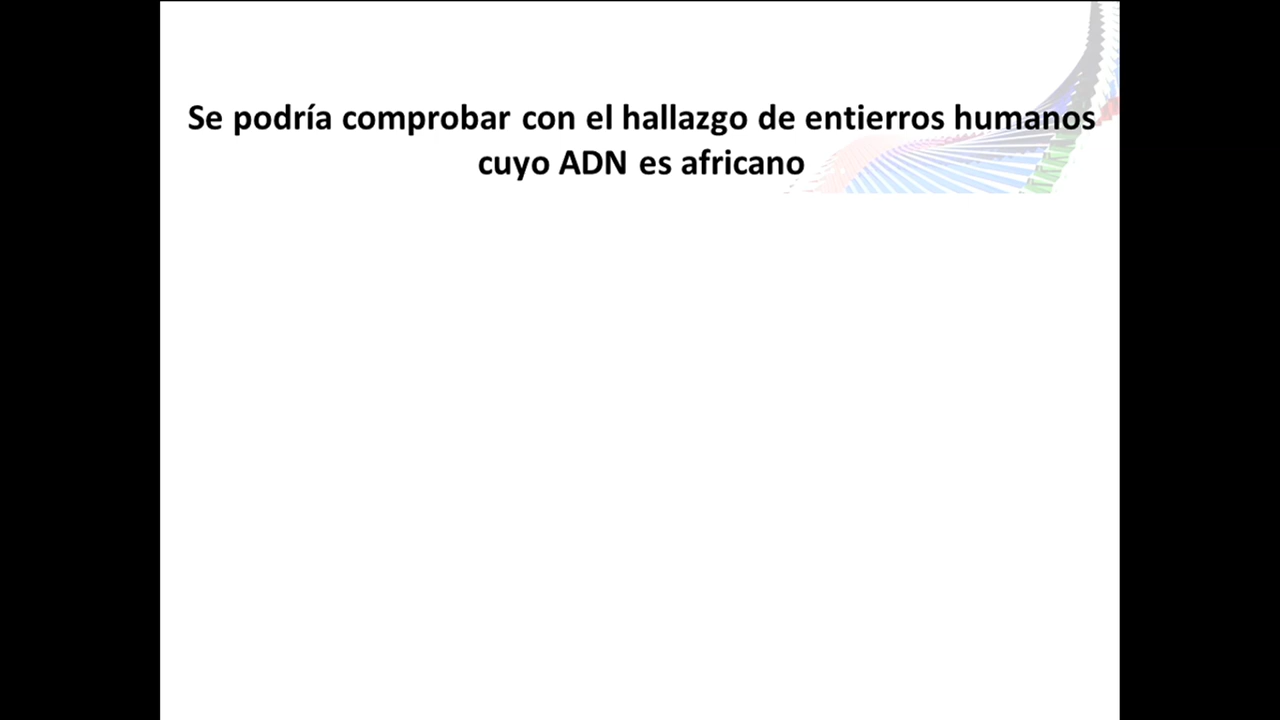 Se podría comprobar con el hallazgo de entierros humanos
cuyo ADN es africano